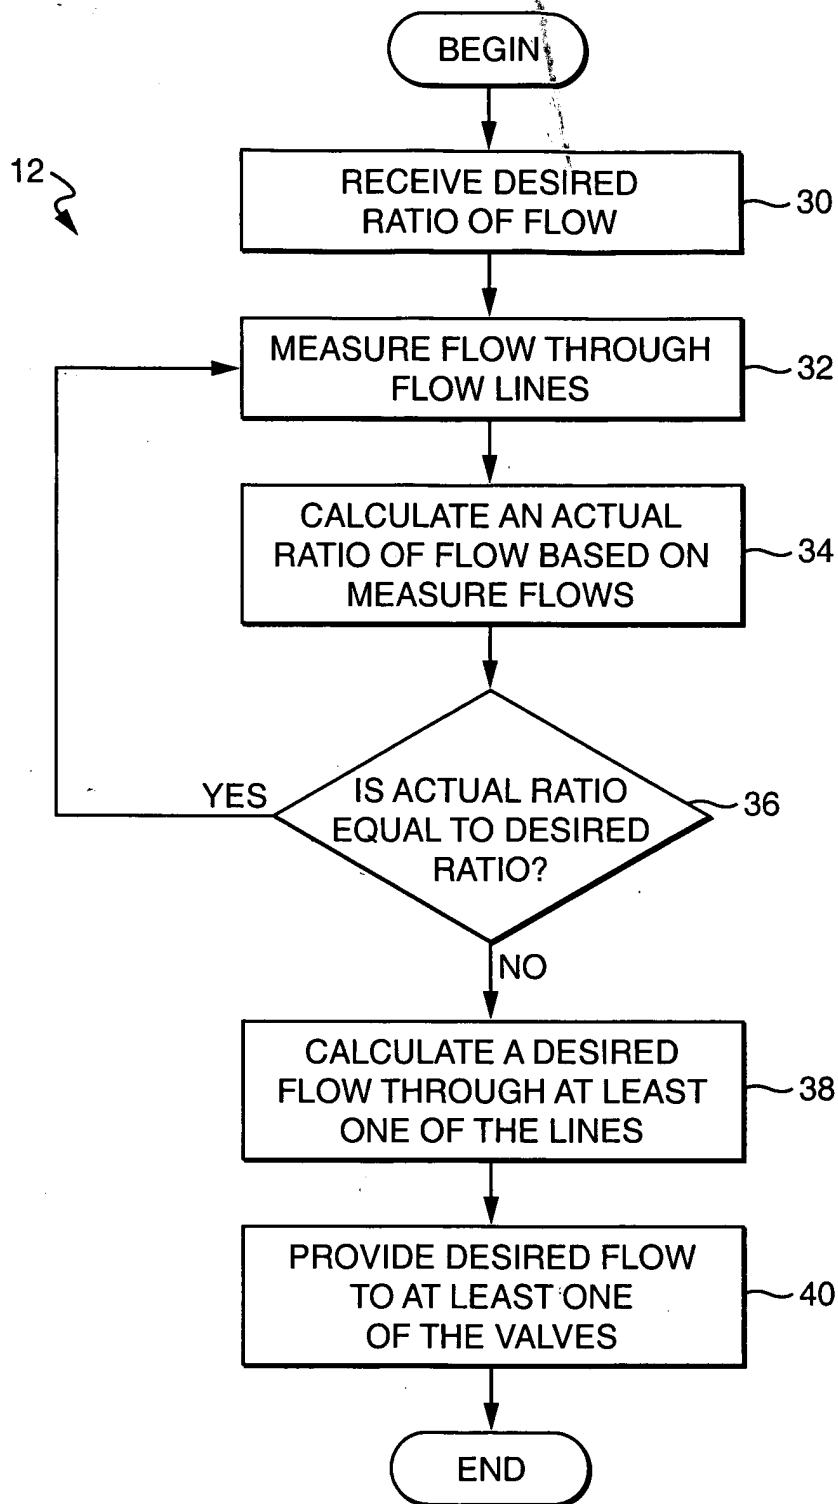 BEGIN
12
RECEIVE DESIRED
RATIO OF FLOW
30
MEASURE FLOW THROUGH
FLOW LINES
32
CALCULATE AN ACTUAL
RATIO OF FLOW BASED ON
MEASURE FLOWS
34
YES
IS ACTUAL RATIO
EQUAL TO DESIRED
RATIO?
36
NO
CALCULATE A DESIRED
FLOW THROUGH AT LEAST
ONE OF THE LINES
38
PROVIDE DESIRED FLOW
TO AT LEAST ONE
OF THE VALVES
40
END